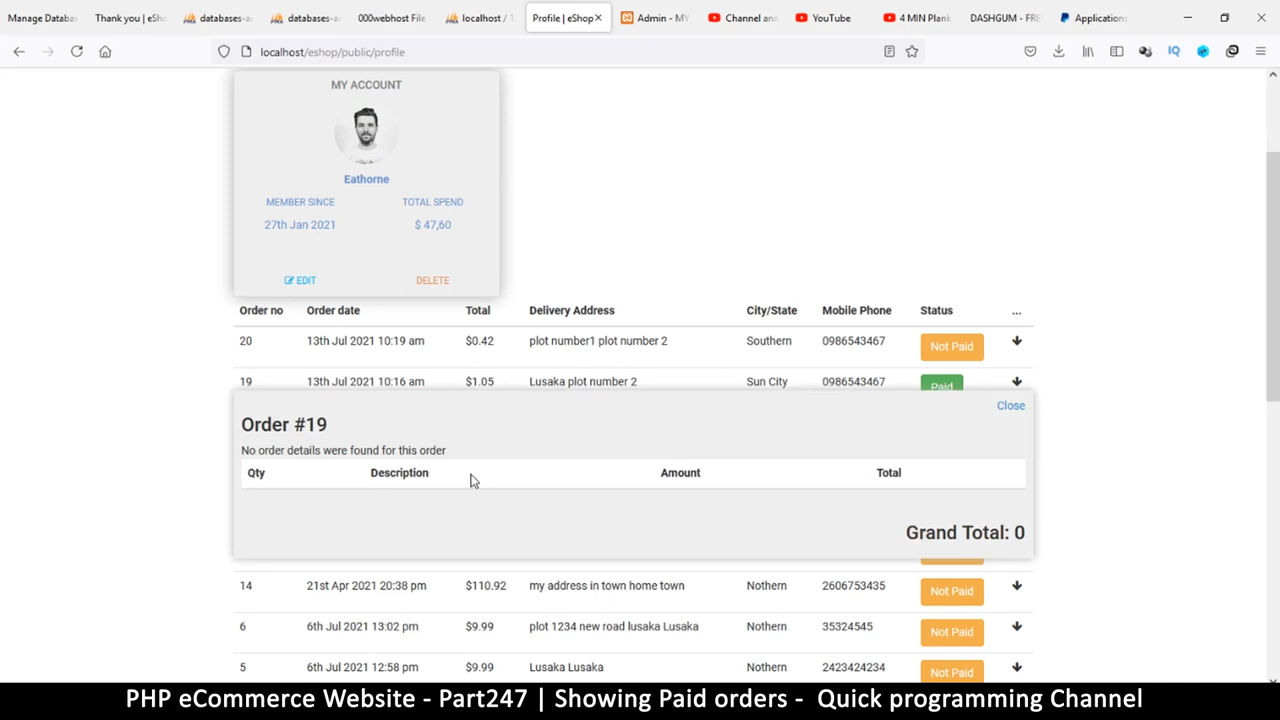 Manage Databa
Thank you | eSh
databases-a
databases-a
000webhost File
localhost / 1
Profile | eShop
Admin - MY
Channel ana
YouTube
4 MIN Plank
DASHGUM - FRE
Applications
localhost/eshop/public/profile
IQ
MY ACCOUNT
Eathorne
MEMBER SINCE TOTAL SPEND
27th Jan 2021 $ 47,60
EDIT DELETE
Order no Order date Total Delivery Address City/State Mobile Phone Status ...
20 13th Jul 2021 10:19 am $0.42 plot number1 plot number 2 Southern 0986543467 Not Paid
19 13th Jul 2021 10:16 am $1.05 Lusaka plot number 2 Sun City 0986543467 Paid
Close
Order #19
No order details were found for this order
Qty Description Amount Total
Grand Total: 0
14 21st Apr 2021 20:38 pm $110.92 my address in town home town Nothern 2606753435 Not Paid
6 6th Jul 2021 13:02 pm $9.99 plot 1234 new road lusaka Lusaka Nothern 35324545 Not Paid
5 6th Jul 2021 12:58 pm $9.99 Lusaka Lusaka Nothern 2423424234 Not Paid
PHP eCommerce Website - Part247 | Showing Paid orders - Quick programming Channel